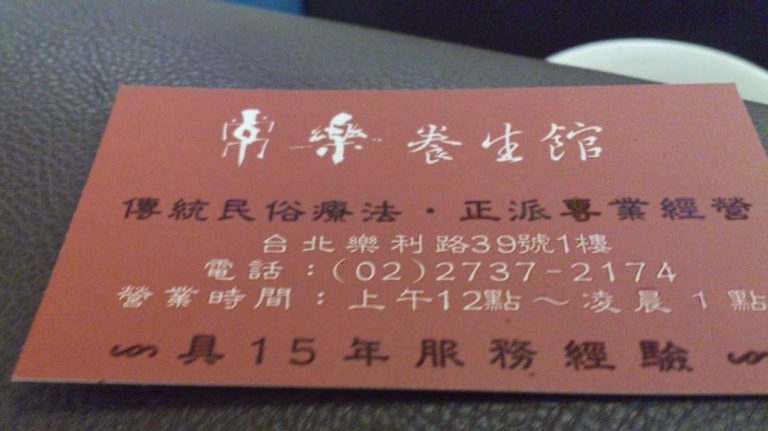 常樂養生館
傳統民俗療法・正派專業經營
台北樂利路39號1樓
電話：(02)2737-2174
營業時間：上午12點～凌晨1點
具15年服務經驗